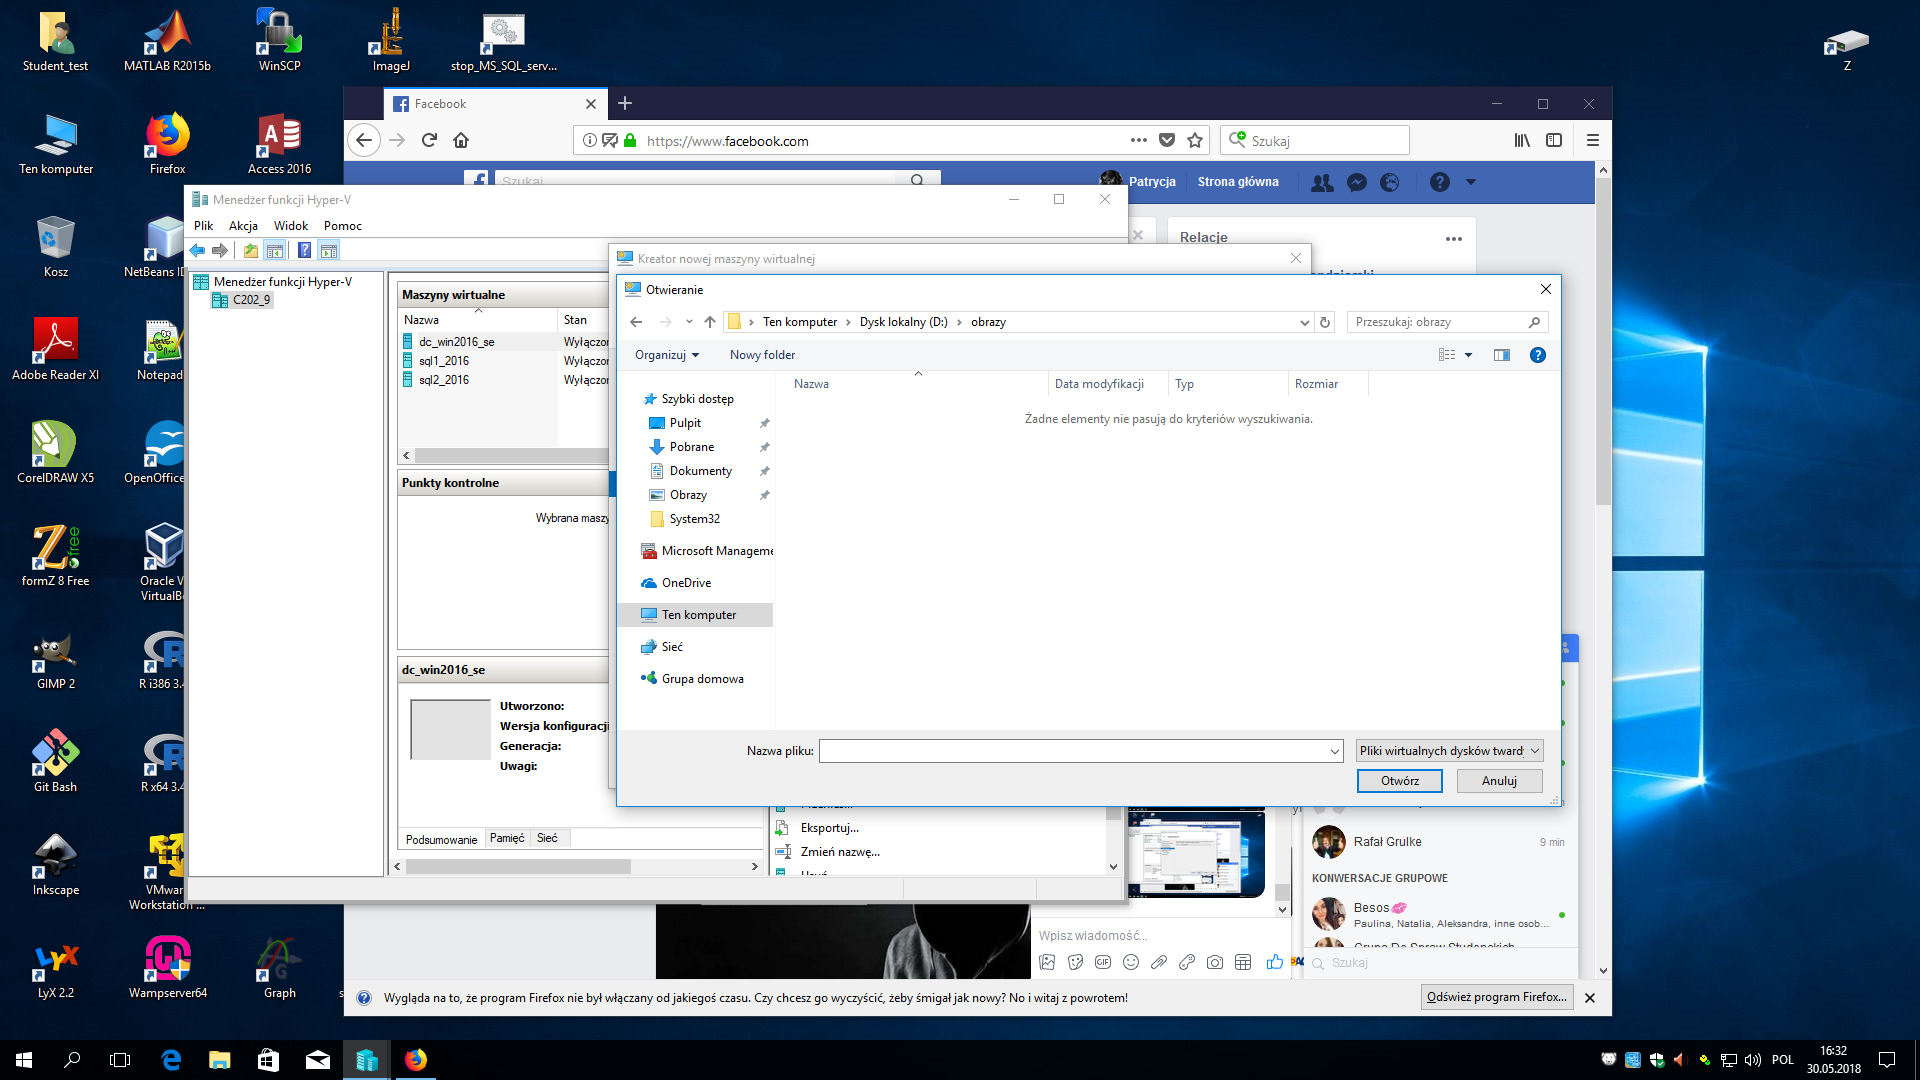 Student_test
MATLAB R2015b
WinSCP
ImageJ
stop_MS_SQL_serv...
Z
Ten komputer
Firefox
Access 2016
Kosz
NetBeans ID
Adobe Reader XI
Notepad
CorelDRAW X5
OpenOffice
formZ 8 Free
Oracle V
VirtualB
GIMP 2
R i386 3.4
Git Bash
R x64 3.4
Inkscape
VMwar
Workstation ...
LyX 2.2
Wampserver64
Graph
Facebook
https://www.facebook.com
Szukaj
Szukaj
Patrycja
Strona główna
Relacje
Menedżer funkcji Hyper-V
Plik Akcja Widok Pomoc
Menedżer funkcji Hyper-V
C202_9
Maszyny wirtualne
Nazwa Stan
dc_win2016_se Wyłączor
sql1_2016 Wyłączor
sql2_2016 Wyłączor
Punkty kontrolne
Wybrana maszy
dc_win2016_se
Utworzono:
Wersja konfiguracji
Generacja:
Uwagi:
Podsumowanie Pamięć Sieć
Eksportuj...
Zmień nazwę...
Kreator nowej maszyny wirtualnej
Otwieranie
Ten komputer Dysk lokalny (D:) obrazy
Przeszukaj: obrazy
Organizuj
Nowy folder
Nazwa Data modyfikacji Typ Rozmiar
Żadne elementy nie pasują do kryteriów wyszukiwania.
Szybki dostęp
Pulpit
Pobrane
Dokumenty
Obrazy
System32
Microsoft Manageme
OneDrive
Ten komputer
Sieć
Grupa domowa
Nazwa pliku:
Pliki wirtualnych dysków tward
Otwórz
Anuluj
Rafał Grulke
9 min
KONWERSACJE GRUPOWE
Besos
Paulina, Natalia, Aleksandra, inne osob...
Grupa Do Spraw Studenckich
Szukaj
Wpisz wiadomość...
GIF
Wygląda na to, że program Firefox nie był włączany od jakiegoś czasu. Czy chcesz go wyczyścić, żeby śmigał jak nowy? No i witaj z powrotem!
Odśwież program Firefox...
POL
16:32
30.05.2018